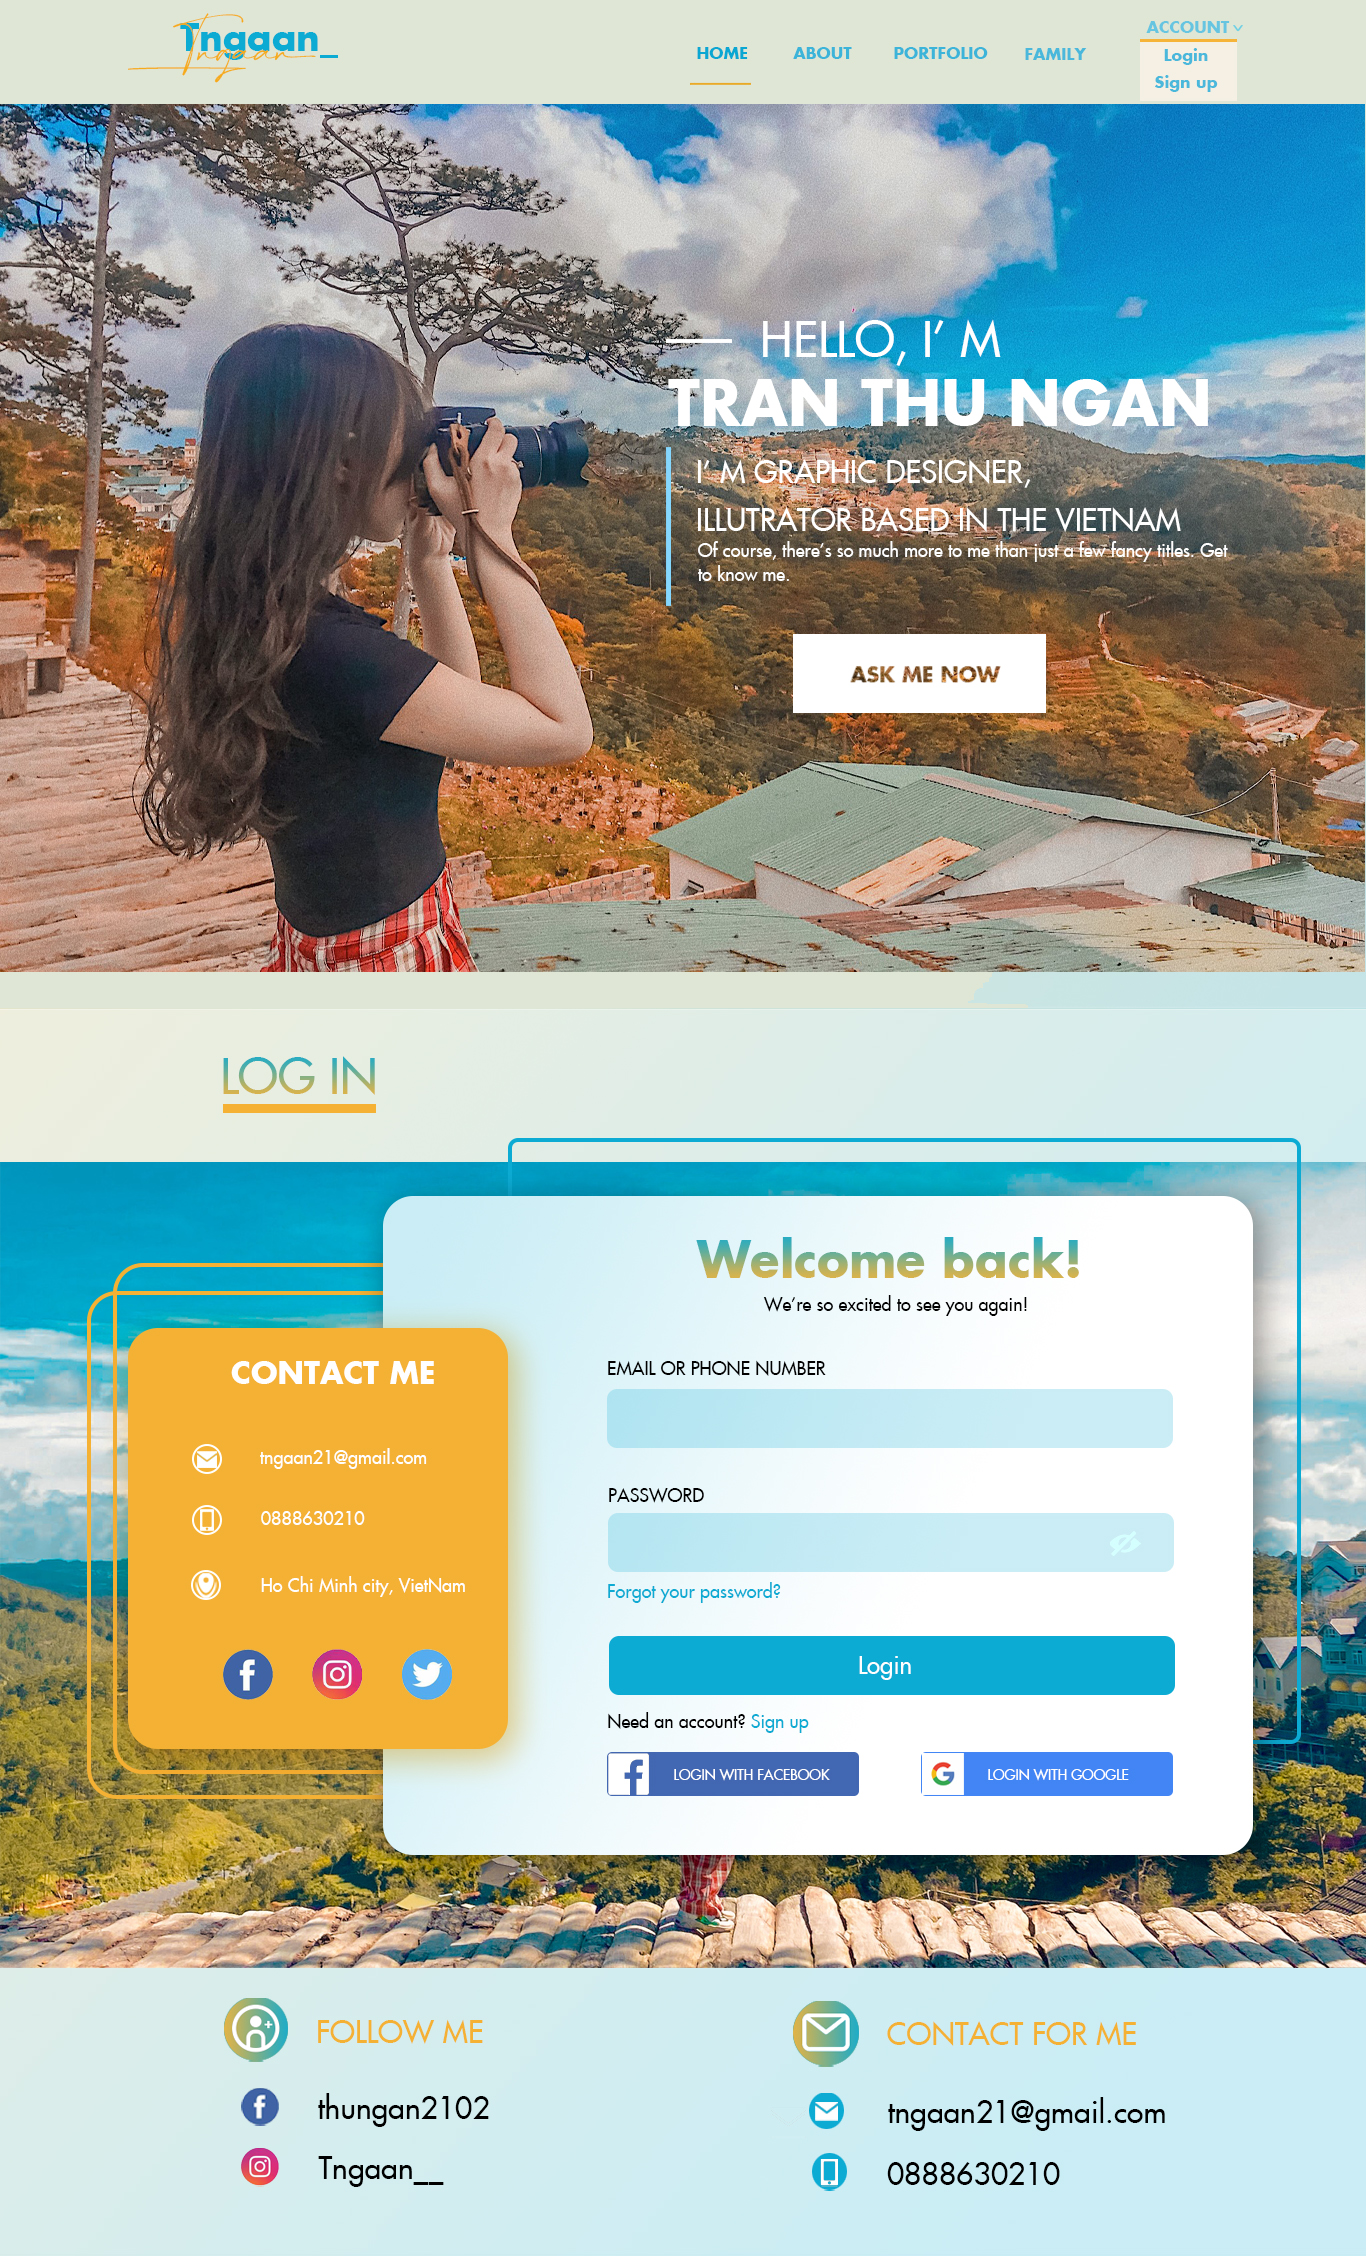 Tngaan_
Tngaan
HOME
ABOUT
PORTFOLIO
FAMILY
ACCOUNT
Login
Sign up
HELLO, I’ M
TRAN THU NGAN
I’ M GRAPHIC DESIGNER,
ILLUTRATOR BASED IN THE VIETNAM
Of course, there’s so much more to me than just a few fancy titles. Get
to know me.
ASK ME NOW
LOG IN
Welcome back!
We’re so excited to see you again!
EMAIL OR PHONE NUMBER
PASSWORD
Forgot your password?
Login
Need an account? Sign up
LOGIN WITH FACEBOOK
LOGIN WITH GOOGLE
CONTACT ME
tngaan21@gmail.com
0888630210
Ho Chi Minh city, VietNam
FOLLOW ME
thungan2102
Tngaan__
CONTACT FOR ME
tngaan21@gmail.com
0888630210